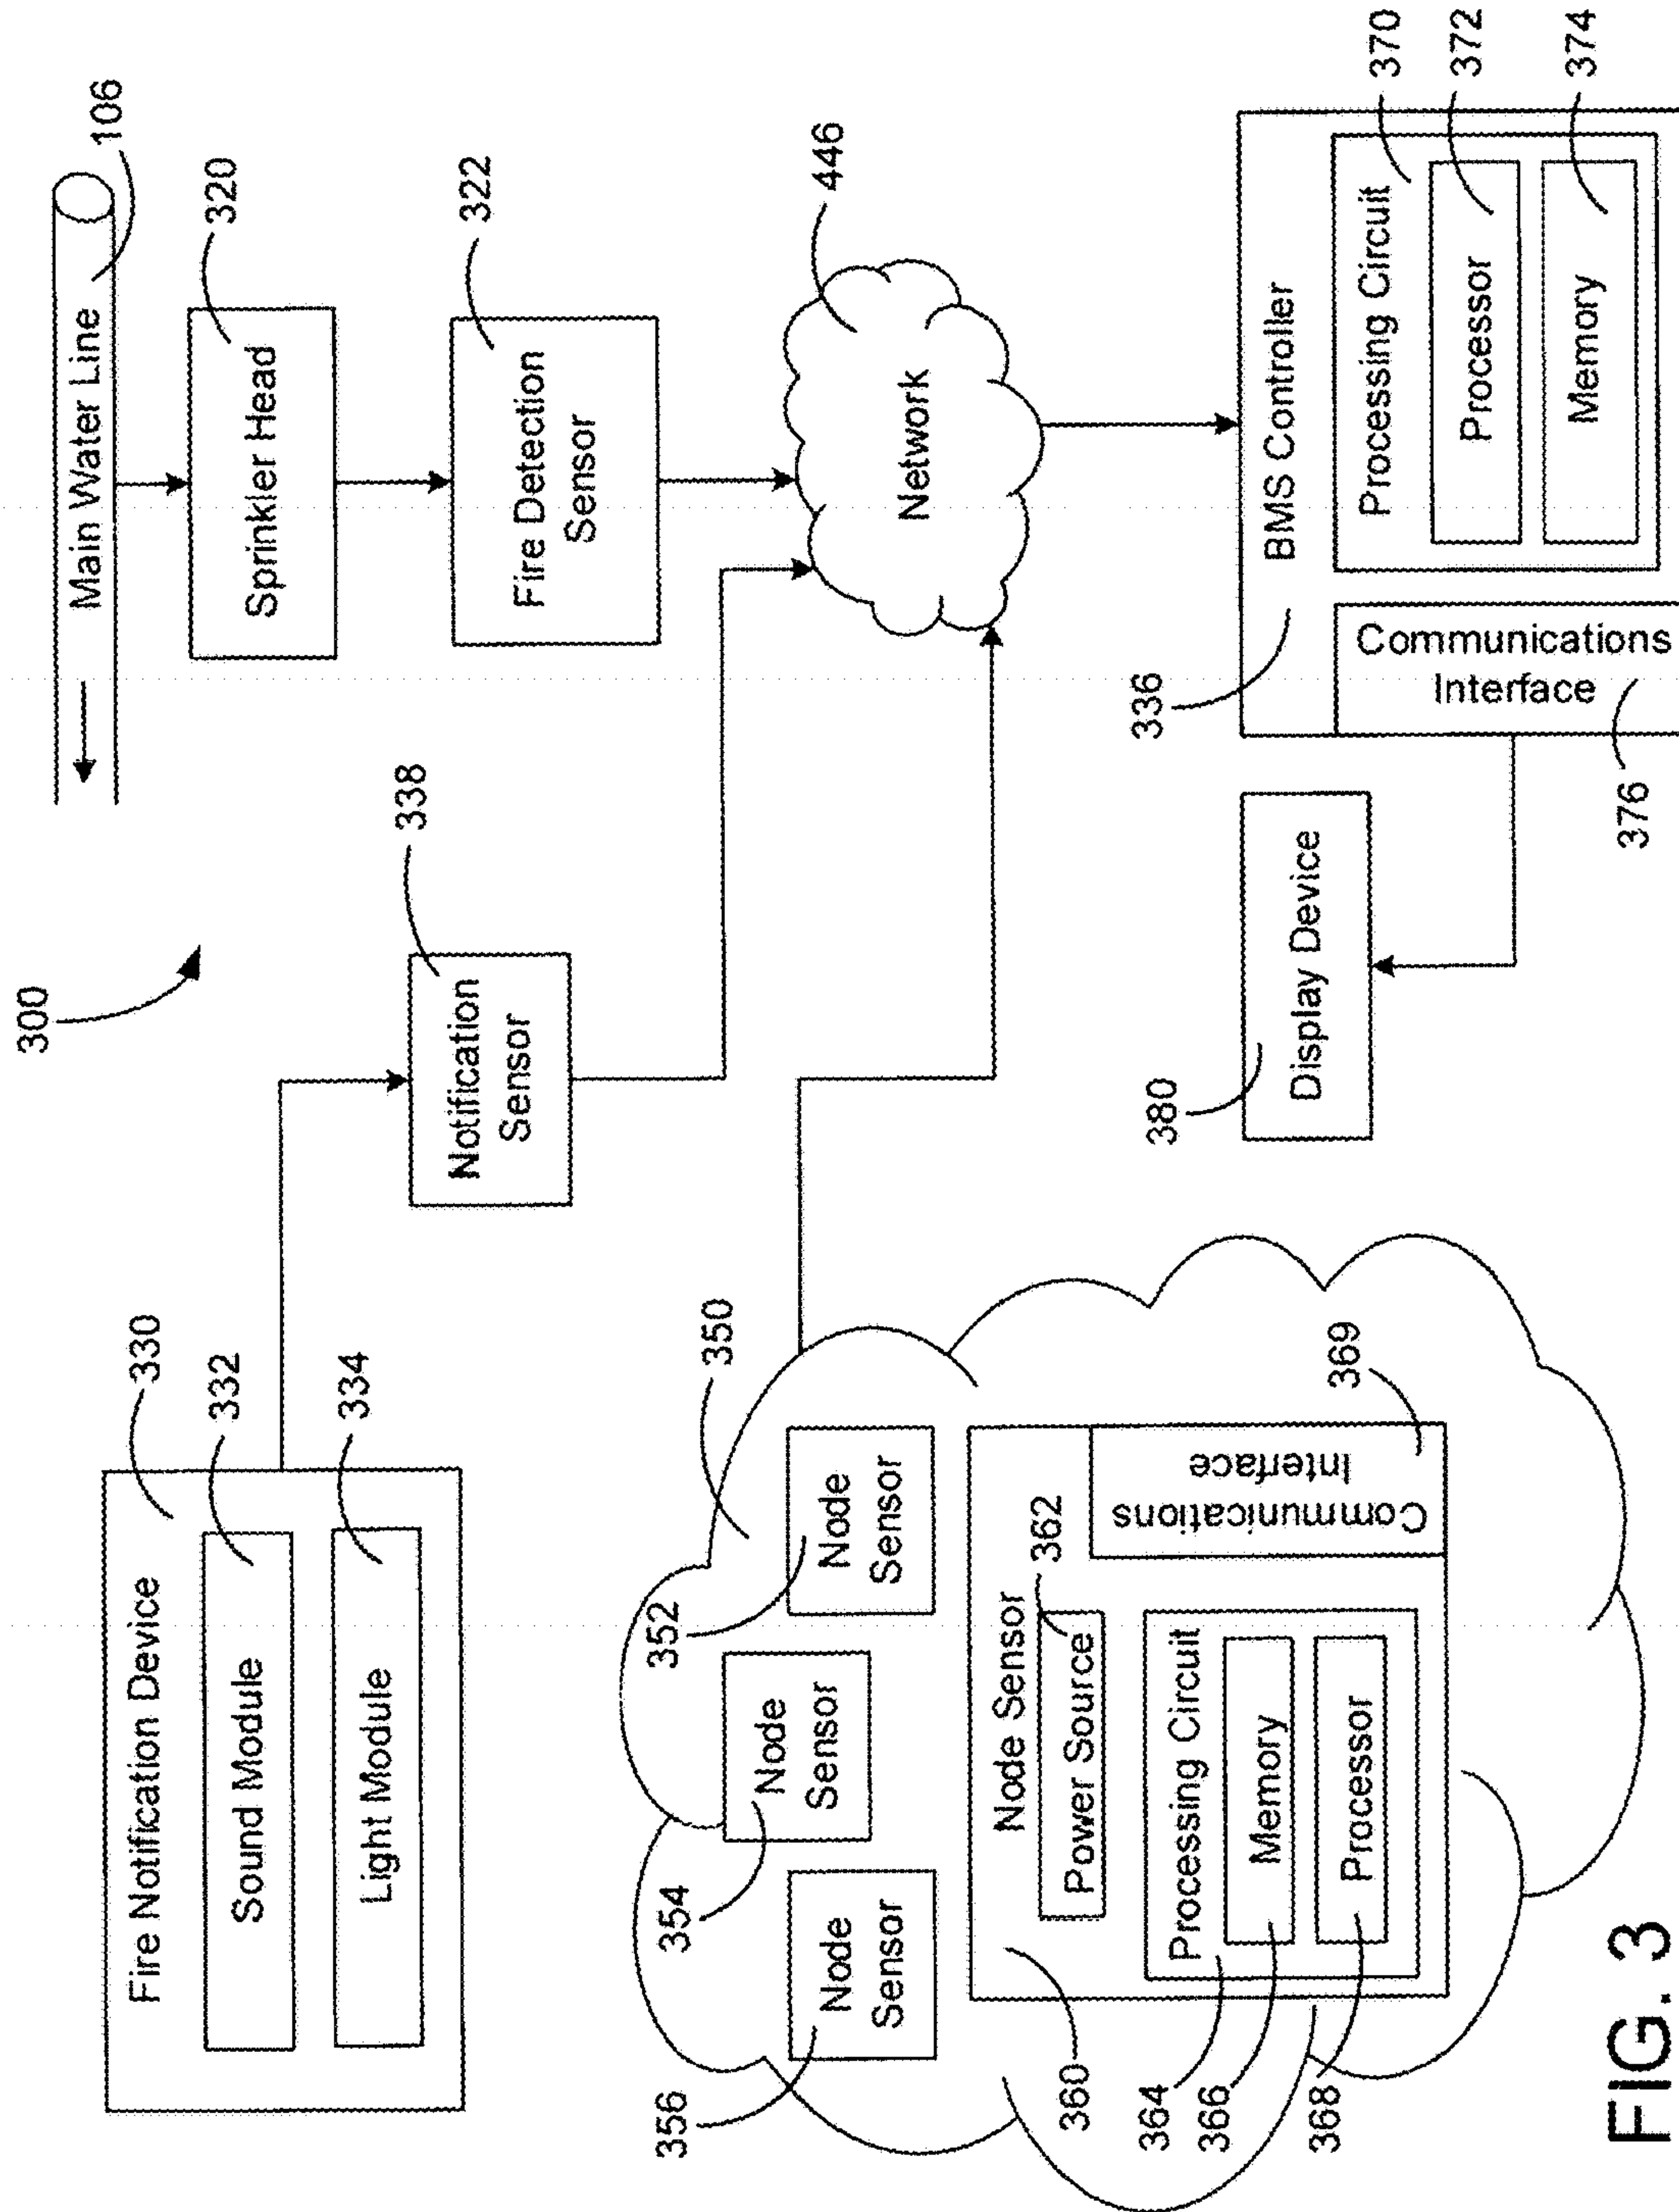 300
Main Water Line
106
Fire Notification Device
330
Sound Module
332
Light Module
334
Sprinkler Head
320
Notification
Sensor
338
Fire Detection
Sensor
322
350
Node
Sensor
356
Node
Sensor
354
Node
Sensor
352
Network
446
Node Sensor
360
Power Source
362
Processing Circuit
364
Memory
366
Processor
368
Communications
Interface
369
Display Device
380
BMS Controller
336
Communications
Interface
376
Processing Circuit
370
Processor
372
Memory
374
FIG. 3